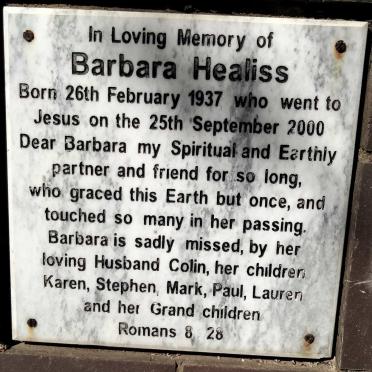 In Loving Memory of
Barbara Healiss
Born 26th February 1937 who went to
Jesus on the 25th September 2000
Dear Barbara my Spiritual and Earthly
partner and friend for so long,
who graced this Earth but once, and
touched so many in her passing.
Barbara is sadly missed, by her
loving Husband Colin, her children
Karen, Stephen, Mark, Paul, Lauren
and her Grand children
Romans 8 28